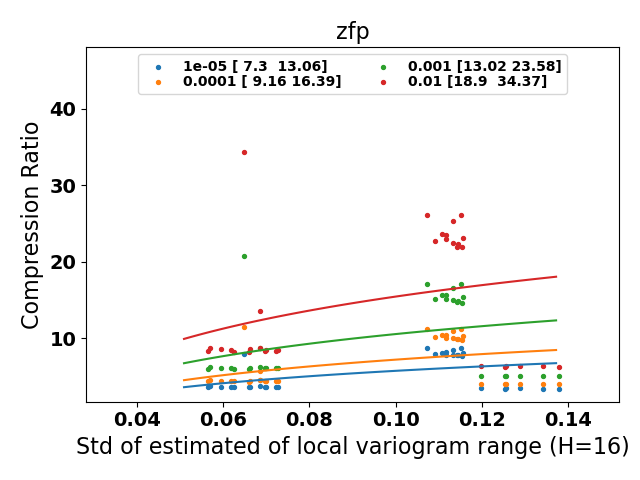 zfp
1e-05 [ 7.3  13.06]
0.0001 [ 9.16 16.39]
0.001 [13.02 23.58]
0.01 [18.9  34.37]
Compression Ratio
40
30
20
10
0.04 0.06 0.08 0.10 0.12 0.14
Std of estimated of local variogram range (H=16)